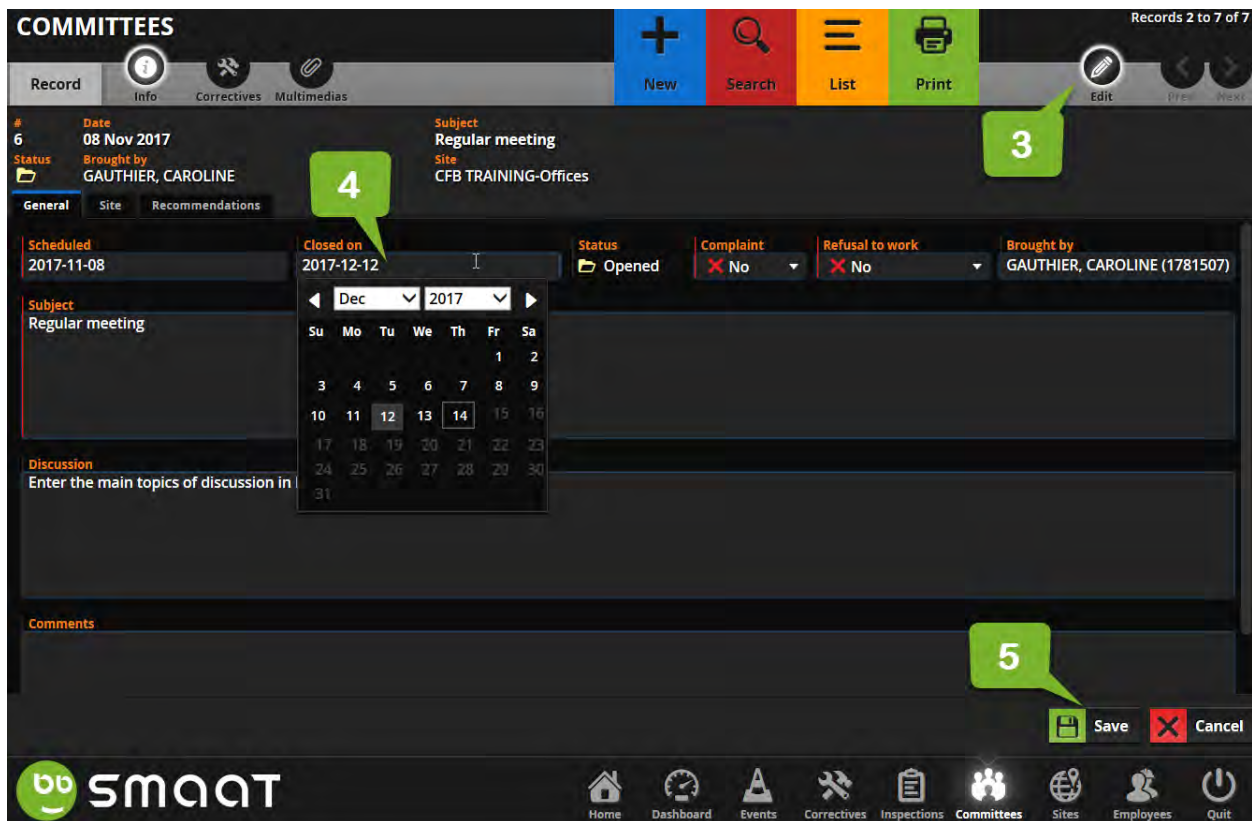 COMMITTEES
Records 2 to 7 of 7
Record
Info
Correctives
Multimedias
New
Search
List
Print
Edit
Prev
Next
3
#
Date
Subject
6
08 Nov 2017
Regular meeting
Status
Brought by
Site
GAUTHIER, CAROLINE
CFB TRAINING-Offices
4
General
Site
Recommendations
Scheduled
Closed on
Status
Complaint
Refusal to work
Brought by
2017-11-08
2017-12-12
Opened
No
No
GAUTHIER, CAROLINE (1781507)
Dec
2017
Subject
Regular meeting
Su Mo Tu We Th Fr Sa
1 2
3 4 5 6 7 8 9
10 11 12 13 14 15 16
17 18 19 20 21 22 23
24 25 26 27 28 29 30
31
Discussion
Enter the main topics of discussion in
Comments
5
Save
Cancel
SMAAT
Home
Dashboard
Events
Correctives
Inspections
Committees
Sites
Employees
Quit